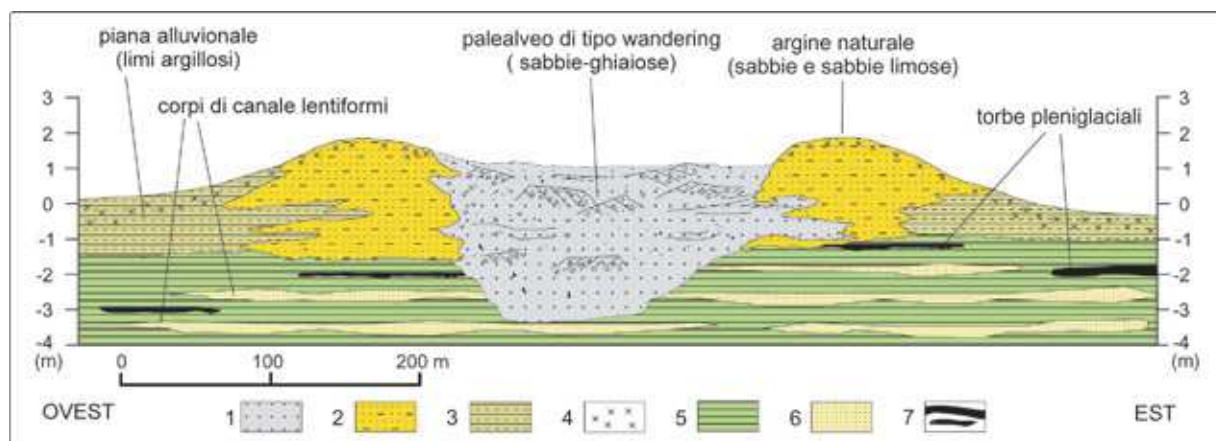 piana alluvionale
(limi argillosi)
palealveo di tipo wandering
( sabbie-ghiaiose)
argine naturale
(sabbie e sabbie limose)
corpi di canale lentiformi
torbe pleniglaciali
3
2
1
0
-1
-2
-3
-4
(m)
3
2
1
0
-1
-2
-3
-4
(m)
0 100 200 m
OVEST 1 2 3 4 5 6 7 EST